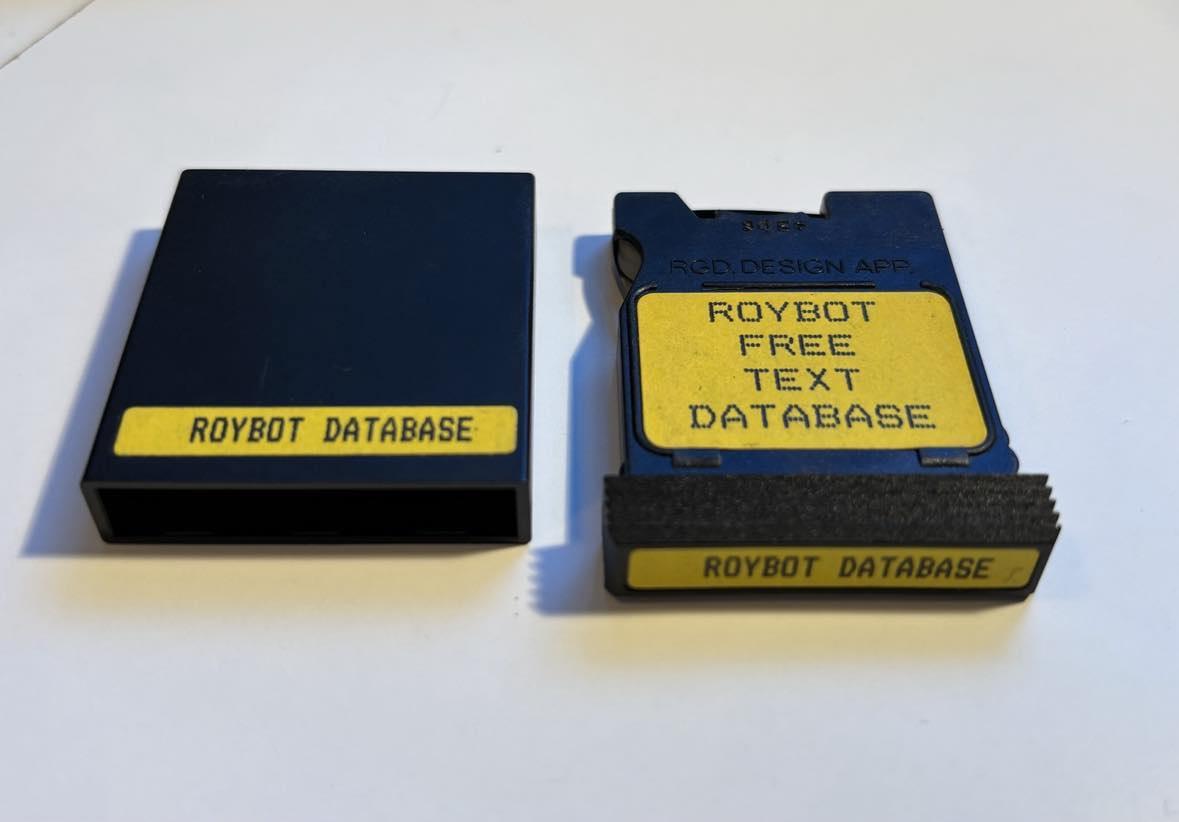 ROYBOT DATABASE
RGD. DESIGN APP.
ROYBOT
FREE
TEXT
DATABASE
ROYBOT DATABASE